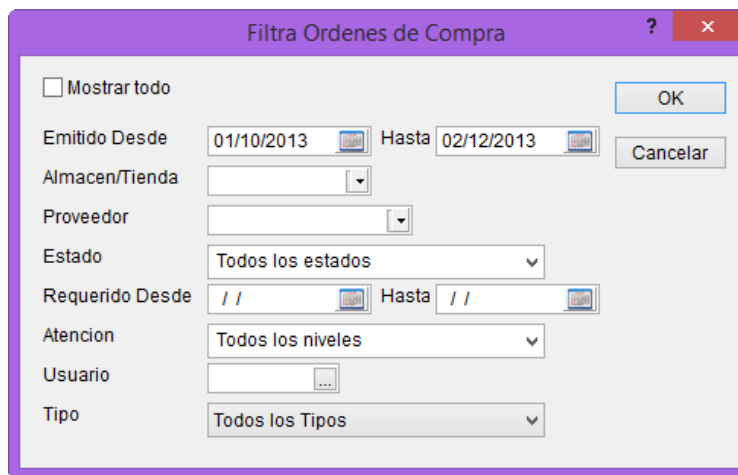 Filtra Ordenes de Compra
? ×
Mostrar todo
OK
Emitido Desde 01/10/2013 Hasta 02/12/2013
Cancelar
Almacen/Tienda
Proveedor
Estado Todos los estados
Requerido Desde / / Hasta / /
Atencion Todos los niveles
Usuario ...
Tipo Todos los Tipos